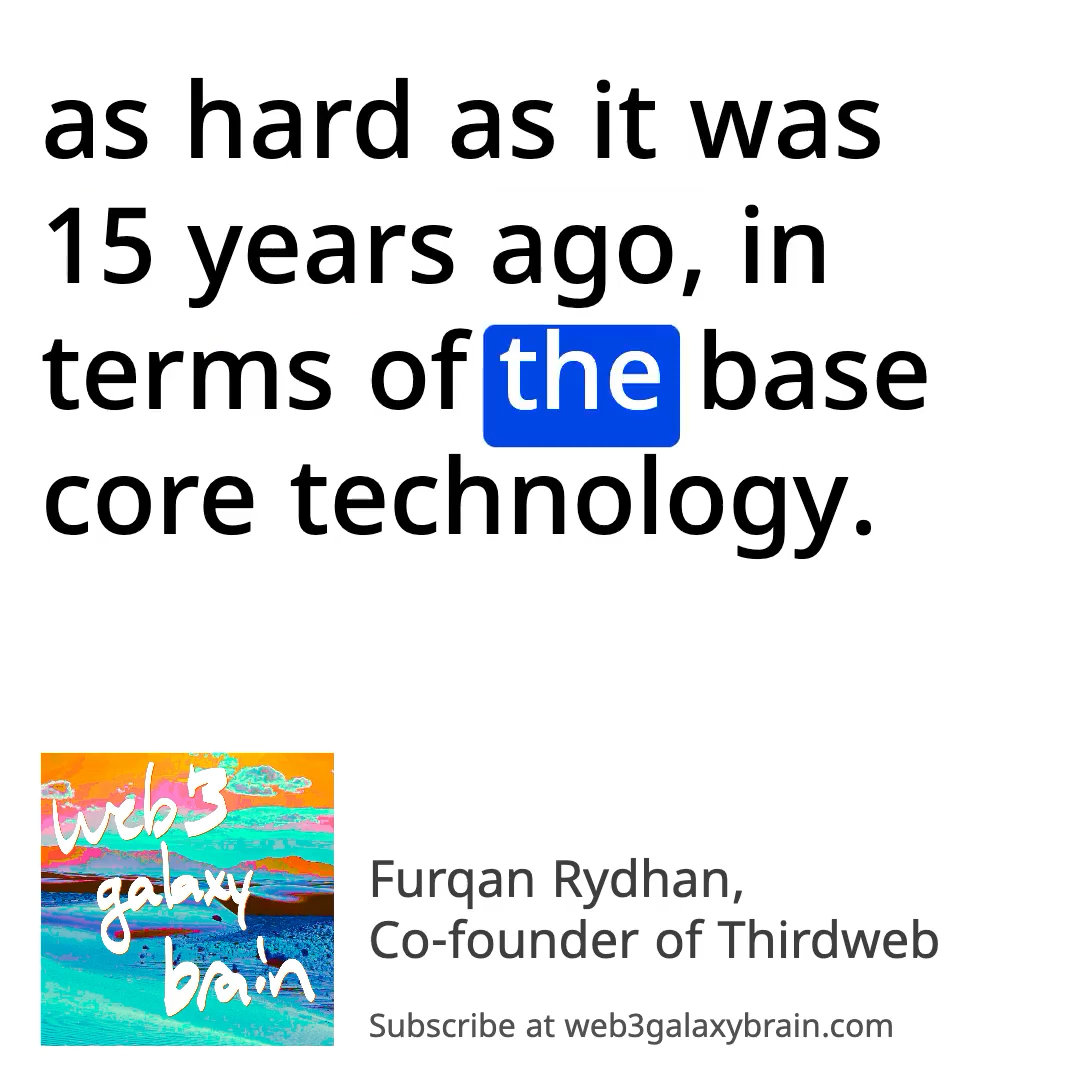 as hard as it was
15 years ago, in
terms of the base
core technology.
web3
galaxy
brain
Furqan Rydhan,
Co-founder of Thirdweb
Subscribe at web3galaxybrain.com